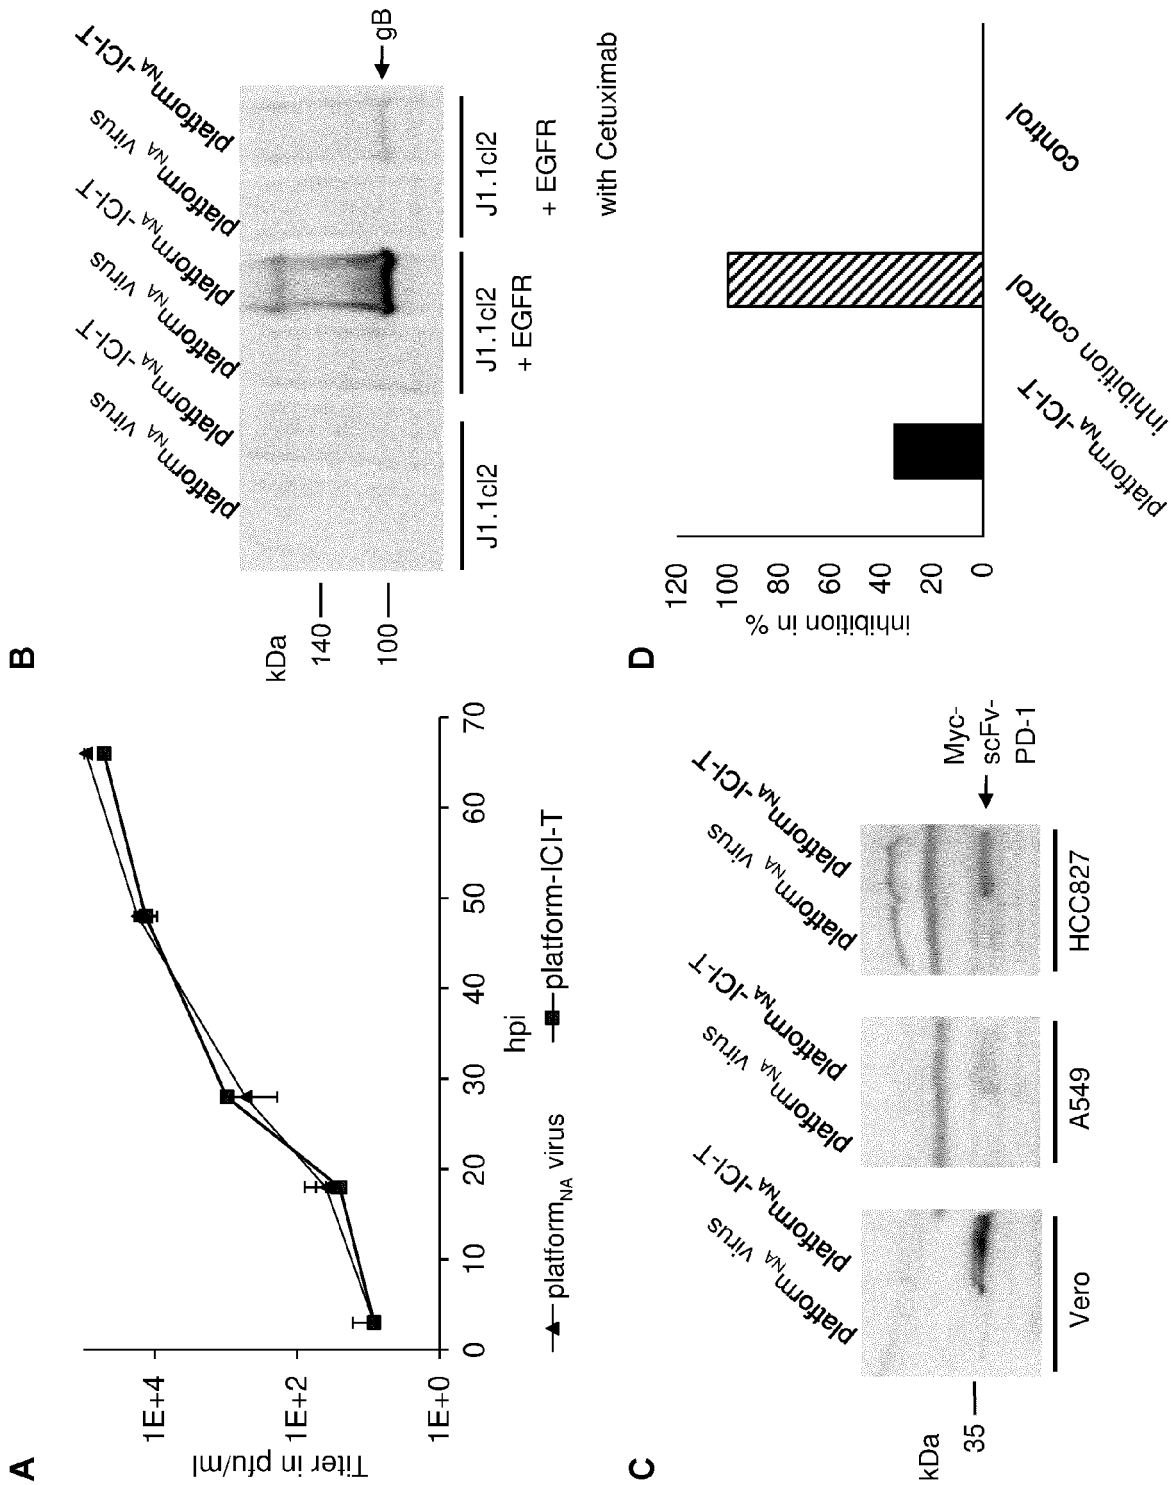 A
Titer in pfu/ml
1E+4
1E+2
1E+0
0 10 20 30 40 50 60 70
hpi
platformNA virus
platform-ICI-T
B
platformNA virus
platformNA-ICI-T
platformNA virus
platformNA-ICI-T
platformNA virus
platformNA-ICI-T
kDa
140
100
gB
J1.1cl2
J1.1cl2
+ EGFR
J1.1cl2
+ EGFR
with Cetuximab
C
platformNA virus
platformNA-ICI-T
platformNA virus
platformNA-ICI-T
platformNA virus
platformNA-ICI-T
kDa
35
Myc-
scFv-
PD-1
Vero
A549
HCC827
D
inhibition in %
120
100
80
60
40
20
0
platformNA-ICI-T
inhibition control
control